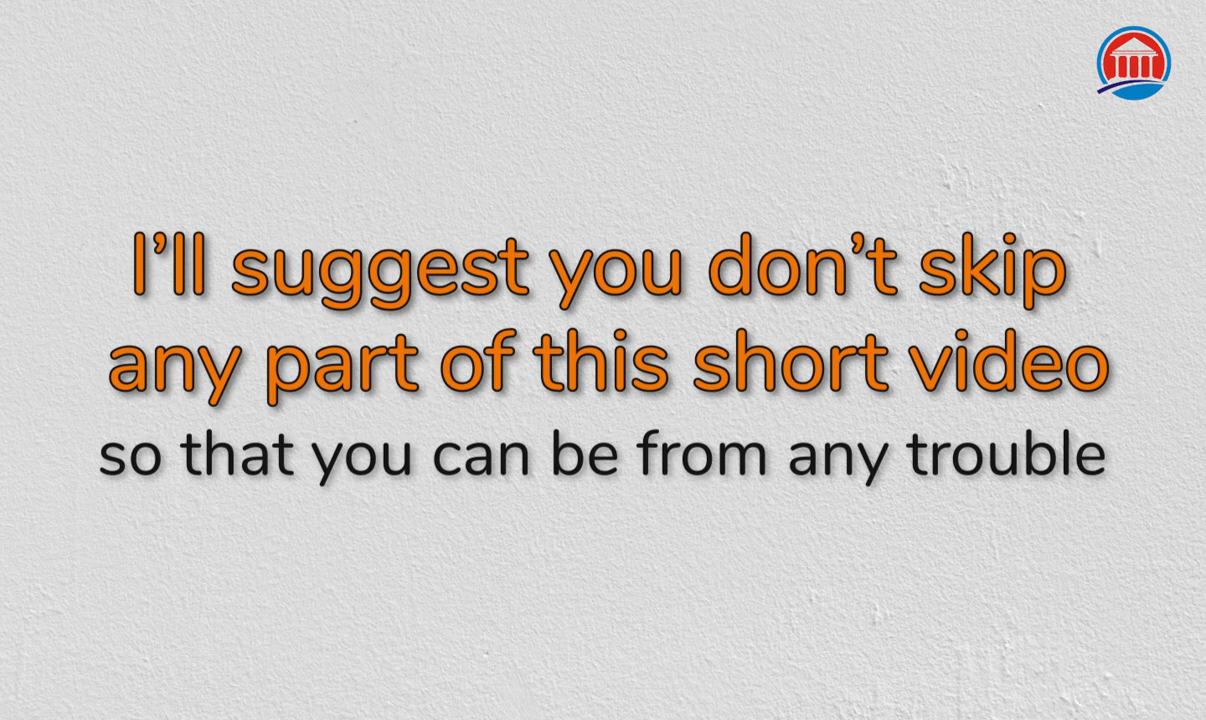 I’ll suggest you don’t skip
any part of this short video
so that you can be from any trouble